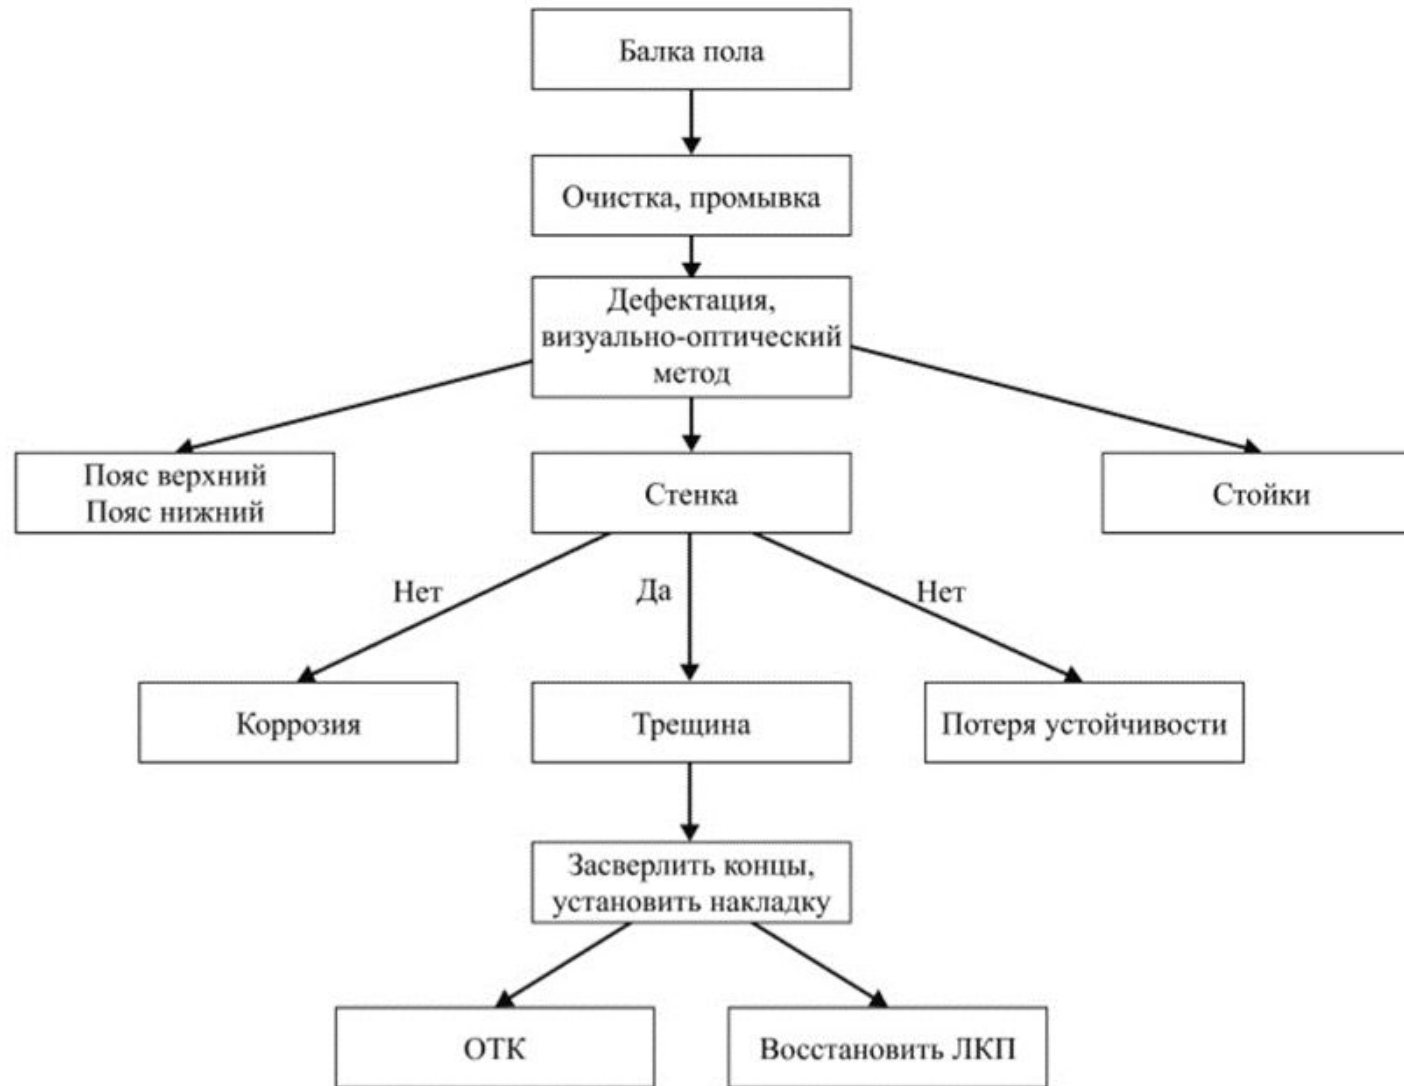 Балка пола
Очистка, промывка
Дефектация,
визуально-оптический
метод
Пояс верхний
Пояс нижний
Стенка
Стойки
Нет
Да
Нет
Коррозия
Трещина
Потеря устойчивости
Засверлить концы,
установить накладку
ОТК
Восстановить ЛКП